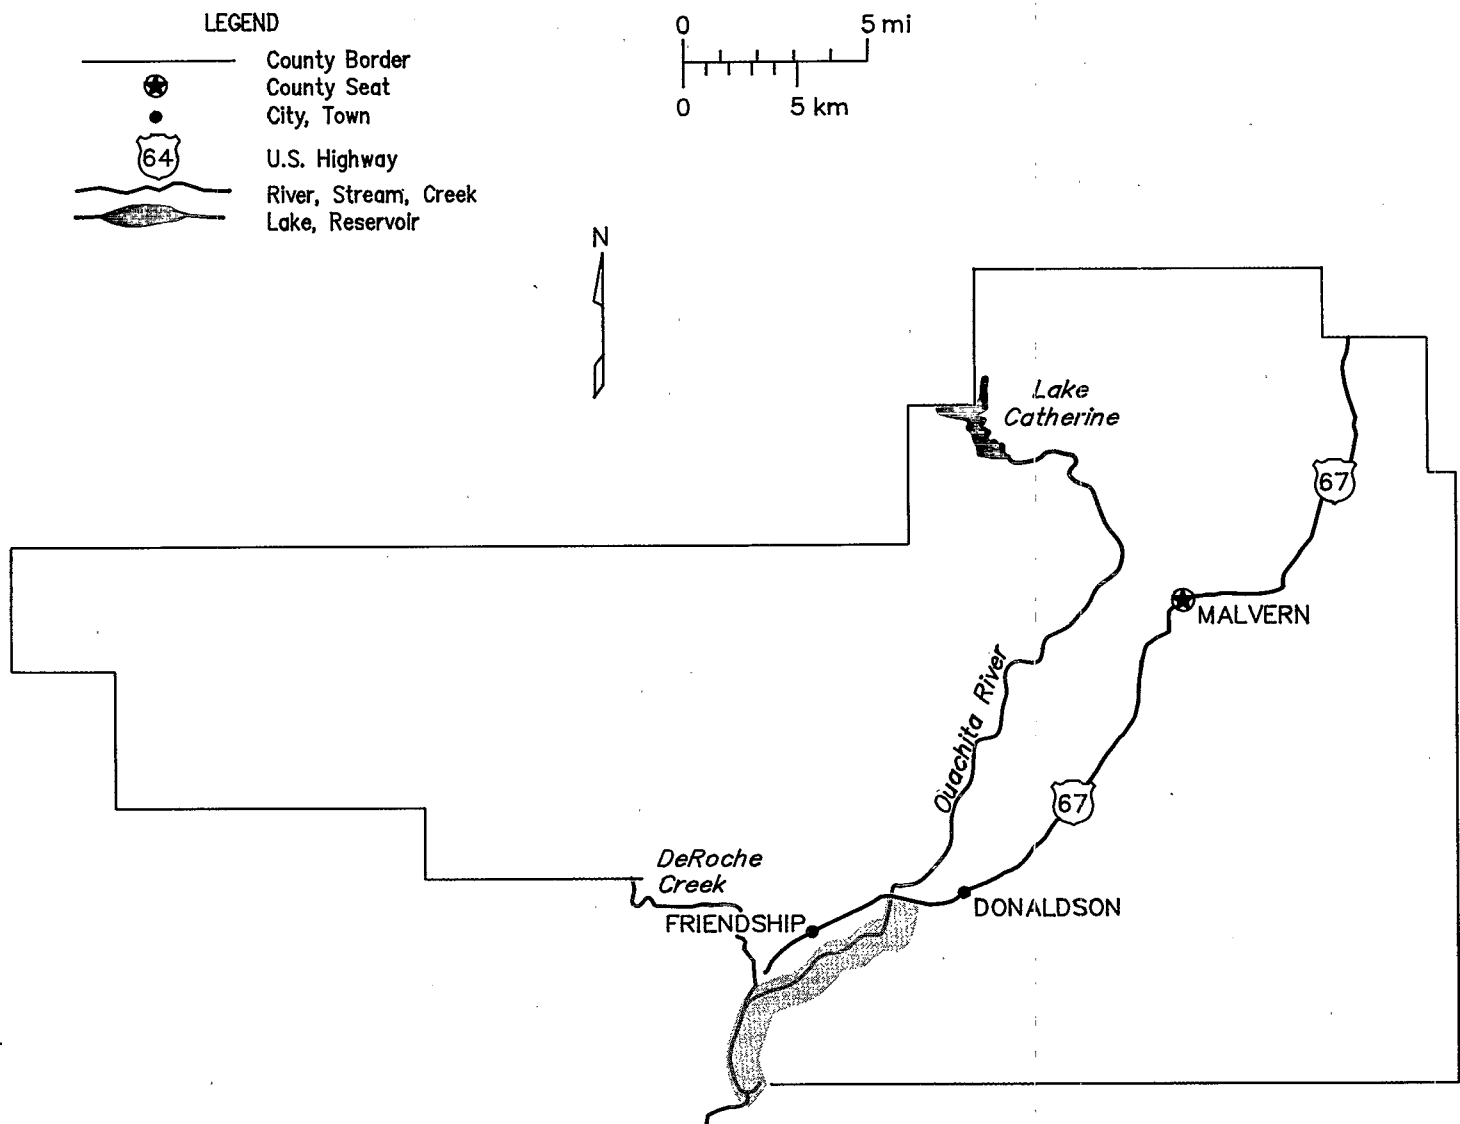 LEGEND
County Border
County Seat
City, Town
64
U.S. Highway
River, Stream, Creek
Lake, Reservoir
0 5 mi
0 5 km
N
Lake
Catherine
67
MALVERN
Ouachita River
67
DeRoche
Creek
FRIENDSHIP
DONALDSON